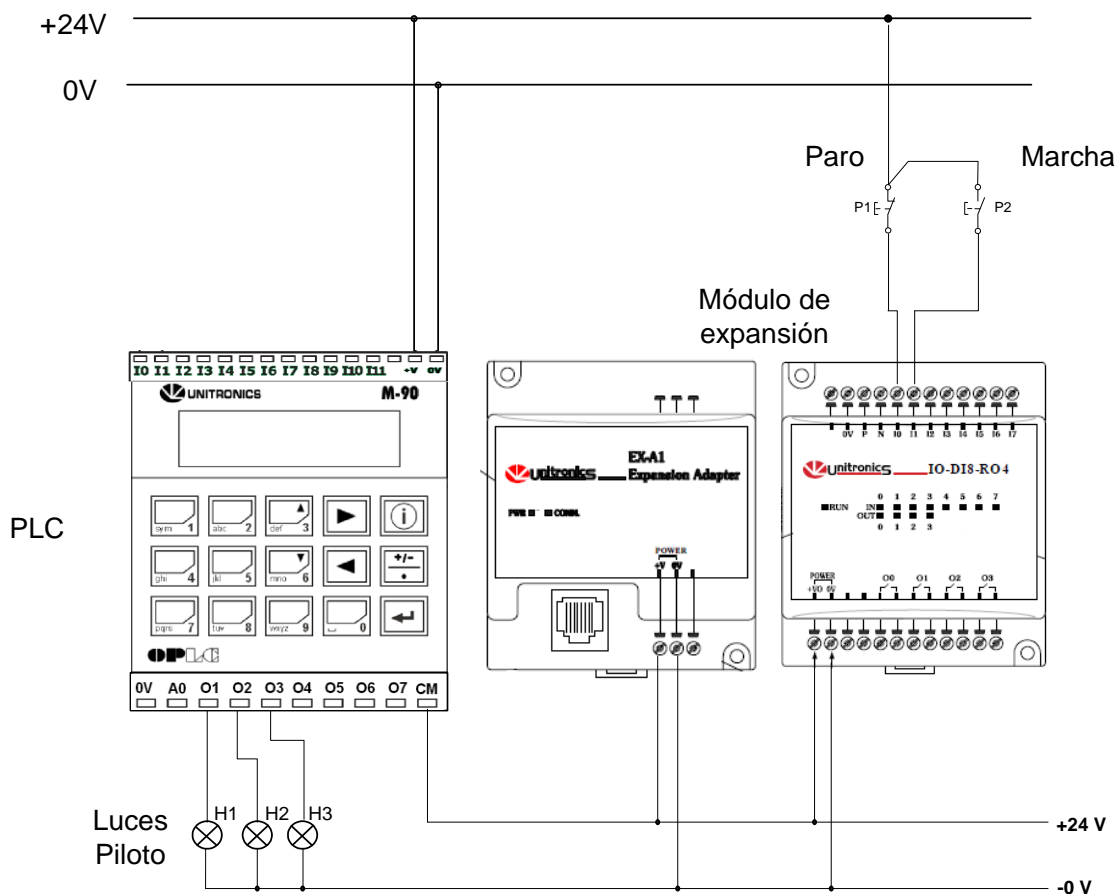 +24V
0V
Paro
Marcha
P1
P2
Módulo de
expansión
I0 I1 I2 I3 I4 I5 I6 I7 I8 I9 I10 I11 +V 0V
UNITRONICS
M-90
sym 1
abc 2
def 3
i
ghi 4
jkl 5
mno 6
+/-
.
pqrs 7
tuv 8
wxyz 9
0
OPLC
0V A0 O1 O2 O3 O4 O5 O6 O7 CM
PLC
EX-A1
Unitronics
Expansion Adapter
PWR
COMM.
POWER
+V 0V
0V P N I0 I1 I2 I3 I4 I5 I6 I7
Unitronics
IO-DI8-RO4
0 1 2 3 4 5 6 7
RUN
IN
OUT
0 1 2 3
POWER
+V0 0V
O0 O1 O2 O3
Luces
Piloto
H1
H2
H3
+24 V
-0 V